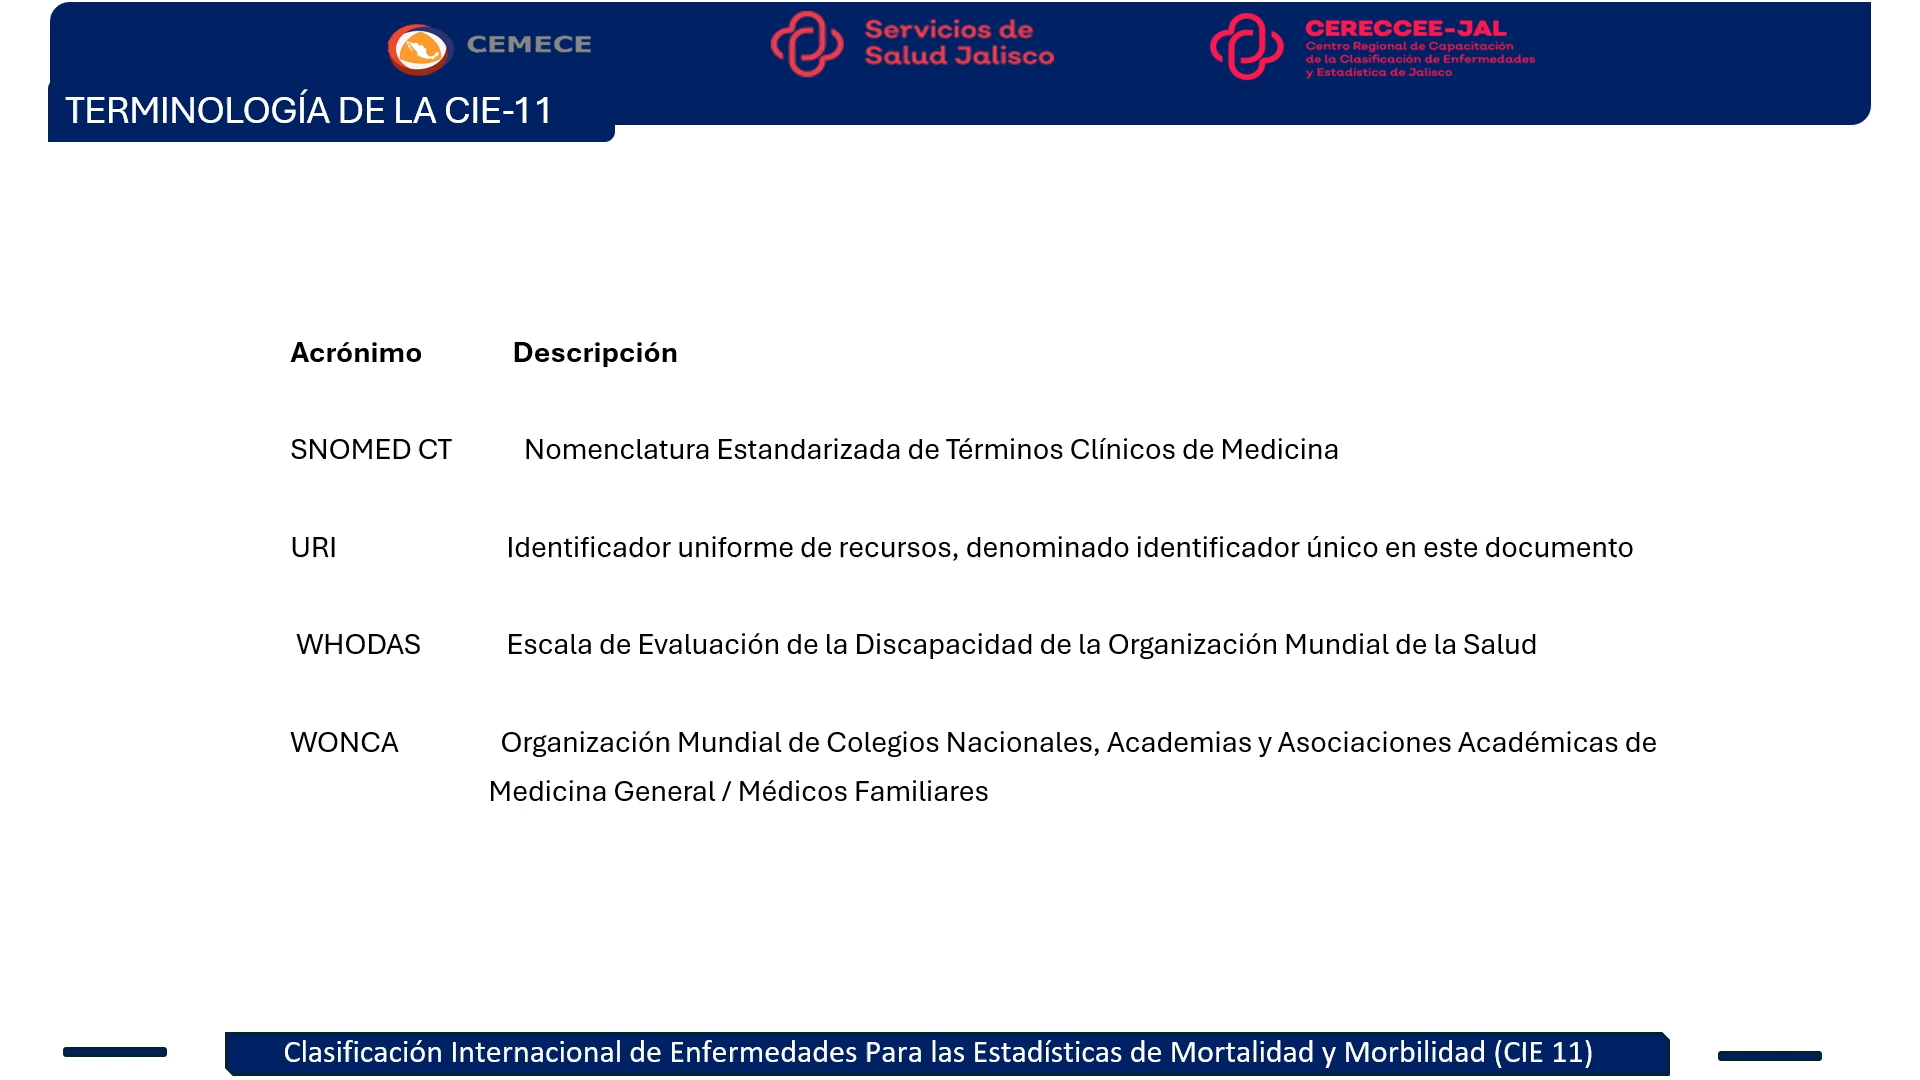 CEMECE
Servicios de
Salud Jalisco
CERECCEE-JAL
Centro Regional de Capacitación
de la Clasificación de Enfermedades
y Estadística de Jalisco
TERMINOLOGÍA DE LA CIE-11
Acrónimo Descripción
SNOMED CT Nomenclatura Estandarizada de Términos Clínicos de Medicina
URI Identificador uniforme de recursos, denominado identificador único en este documento
WHODAS Escala de Evaluación de la Discapacidad de la Organización Mundial de la Salud
WONCA Organización Mundial de Colegios Nacionales, Academias y Asociaciones Académicas de
Medicina General / Médicos Familiares
Clasificación Internacional de Enfermedades Para las Estadísticas de Mortalidad y Morbilidad (CIE 11)